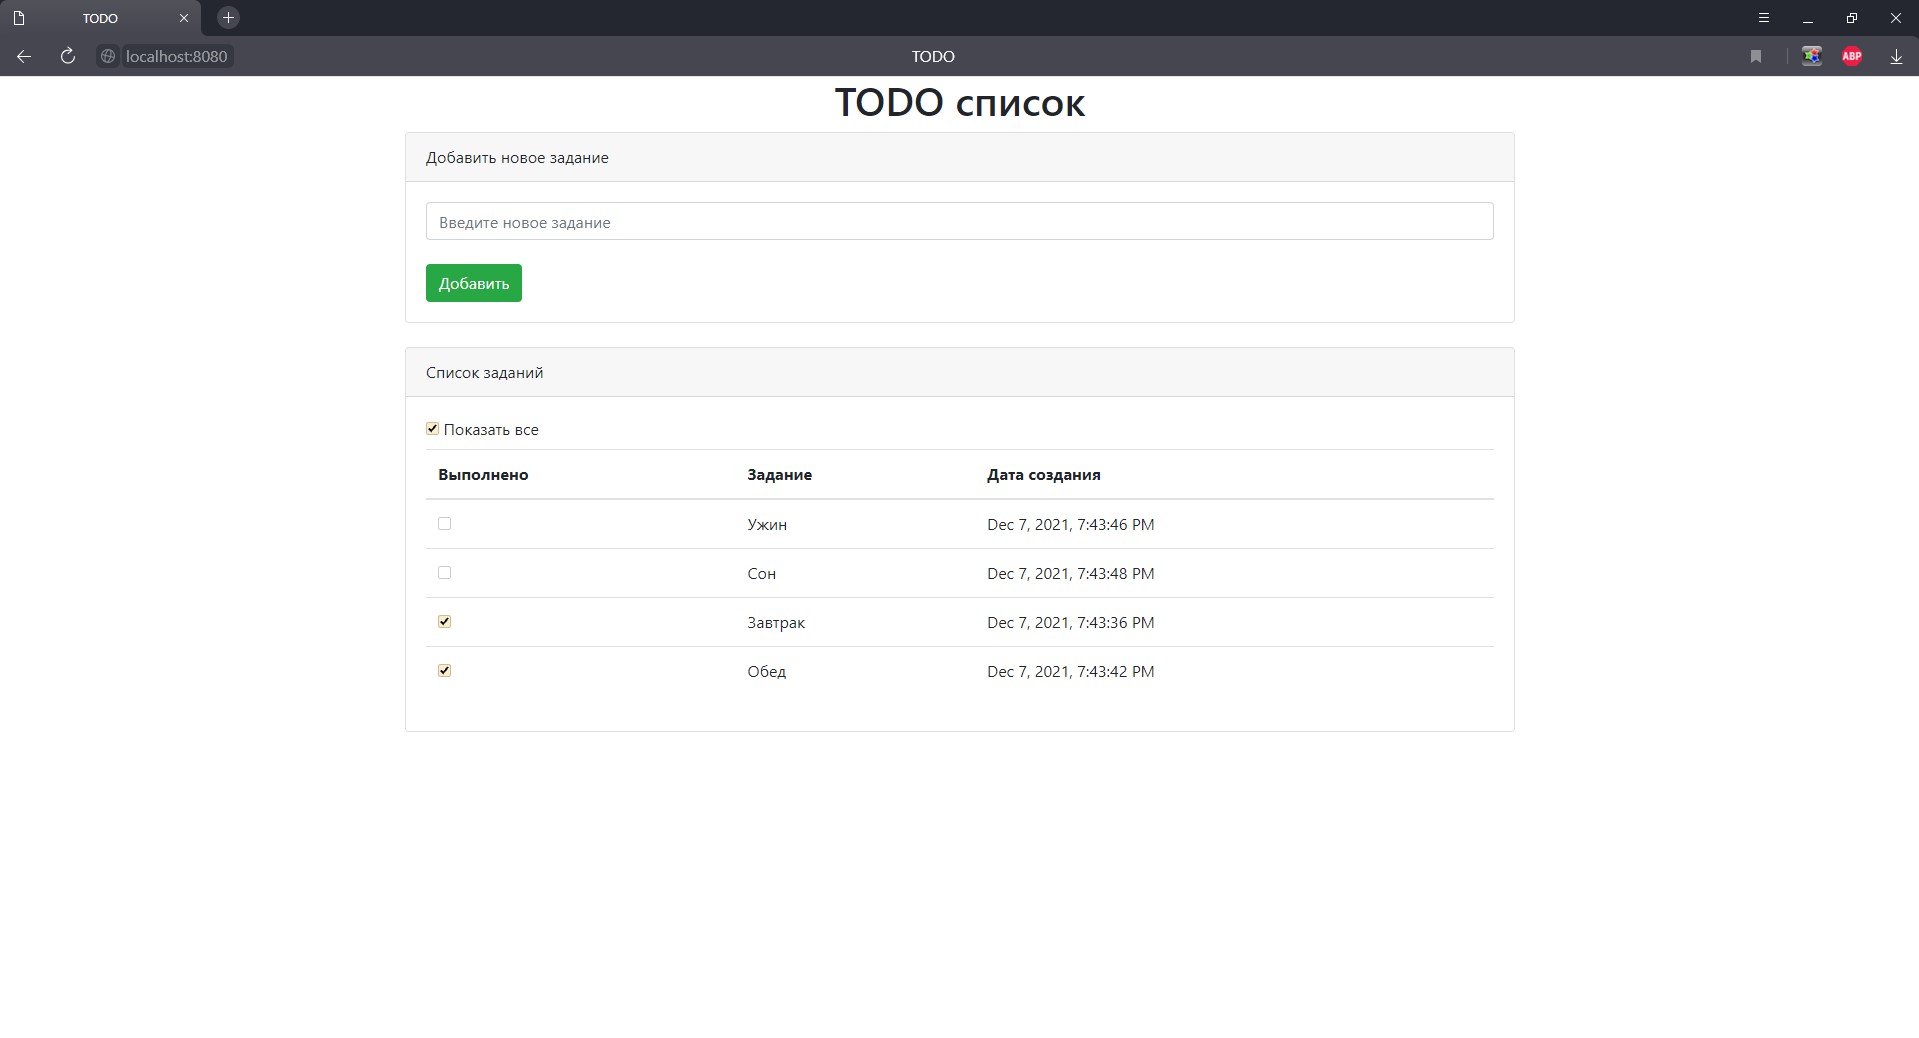 TODO
localhost:8080 TODO ABP
TODO список
Добавить новое задание
Введите новое задание
Добавить
Список заданий
Показать все
Выполнено Задание Дата создания
Ужин Dec 7, 2021, 7:43:46 PM
Сон Dec 7, 2021, 7:43:48 PM
Завтрак Dec 7, 2021, 7:43:36 PM
Обед Dec 7, 2021, 7:43:42 PM